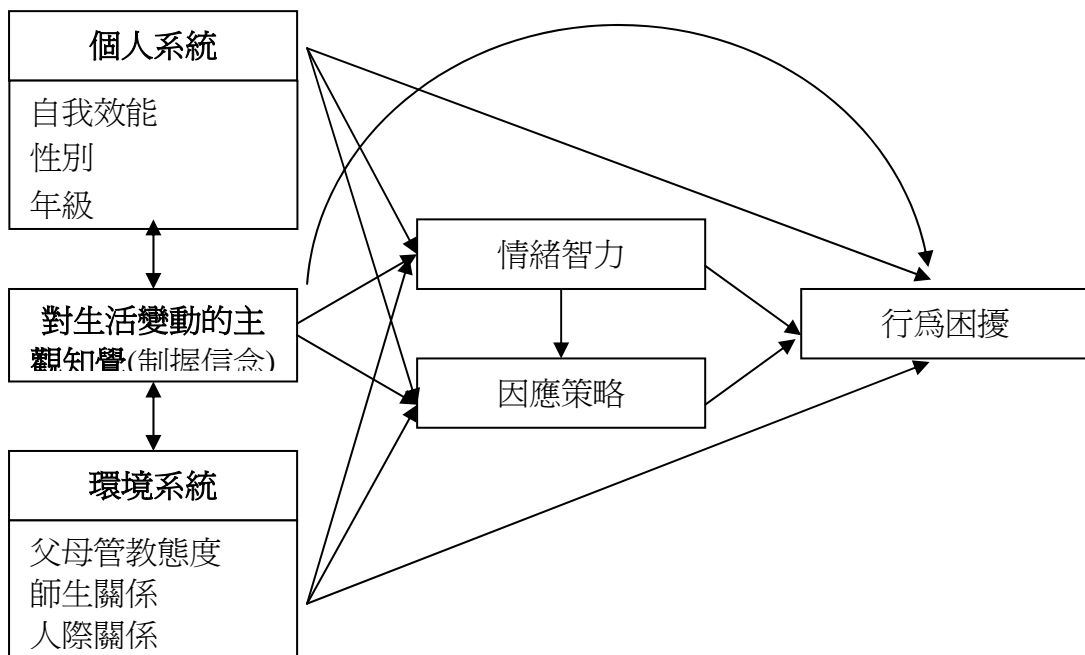 個人系統
自我效能
性別
年級
對生活變動的主
觀知覺(制握信念)
環境系統
父母管教態度
師生關係
人際關係
情緒智力
因應策略
行為困擾